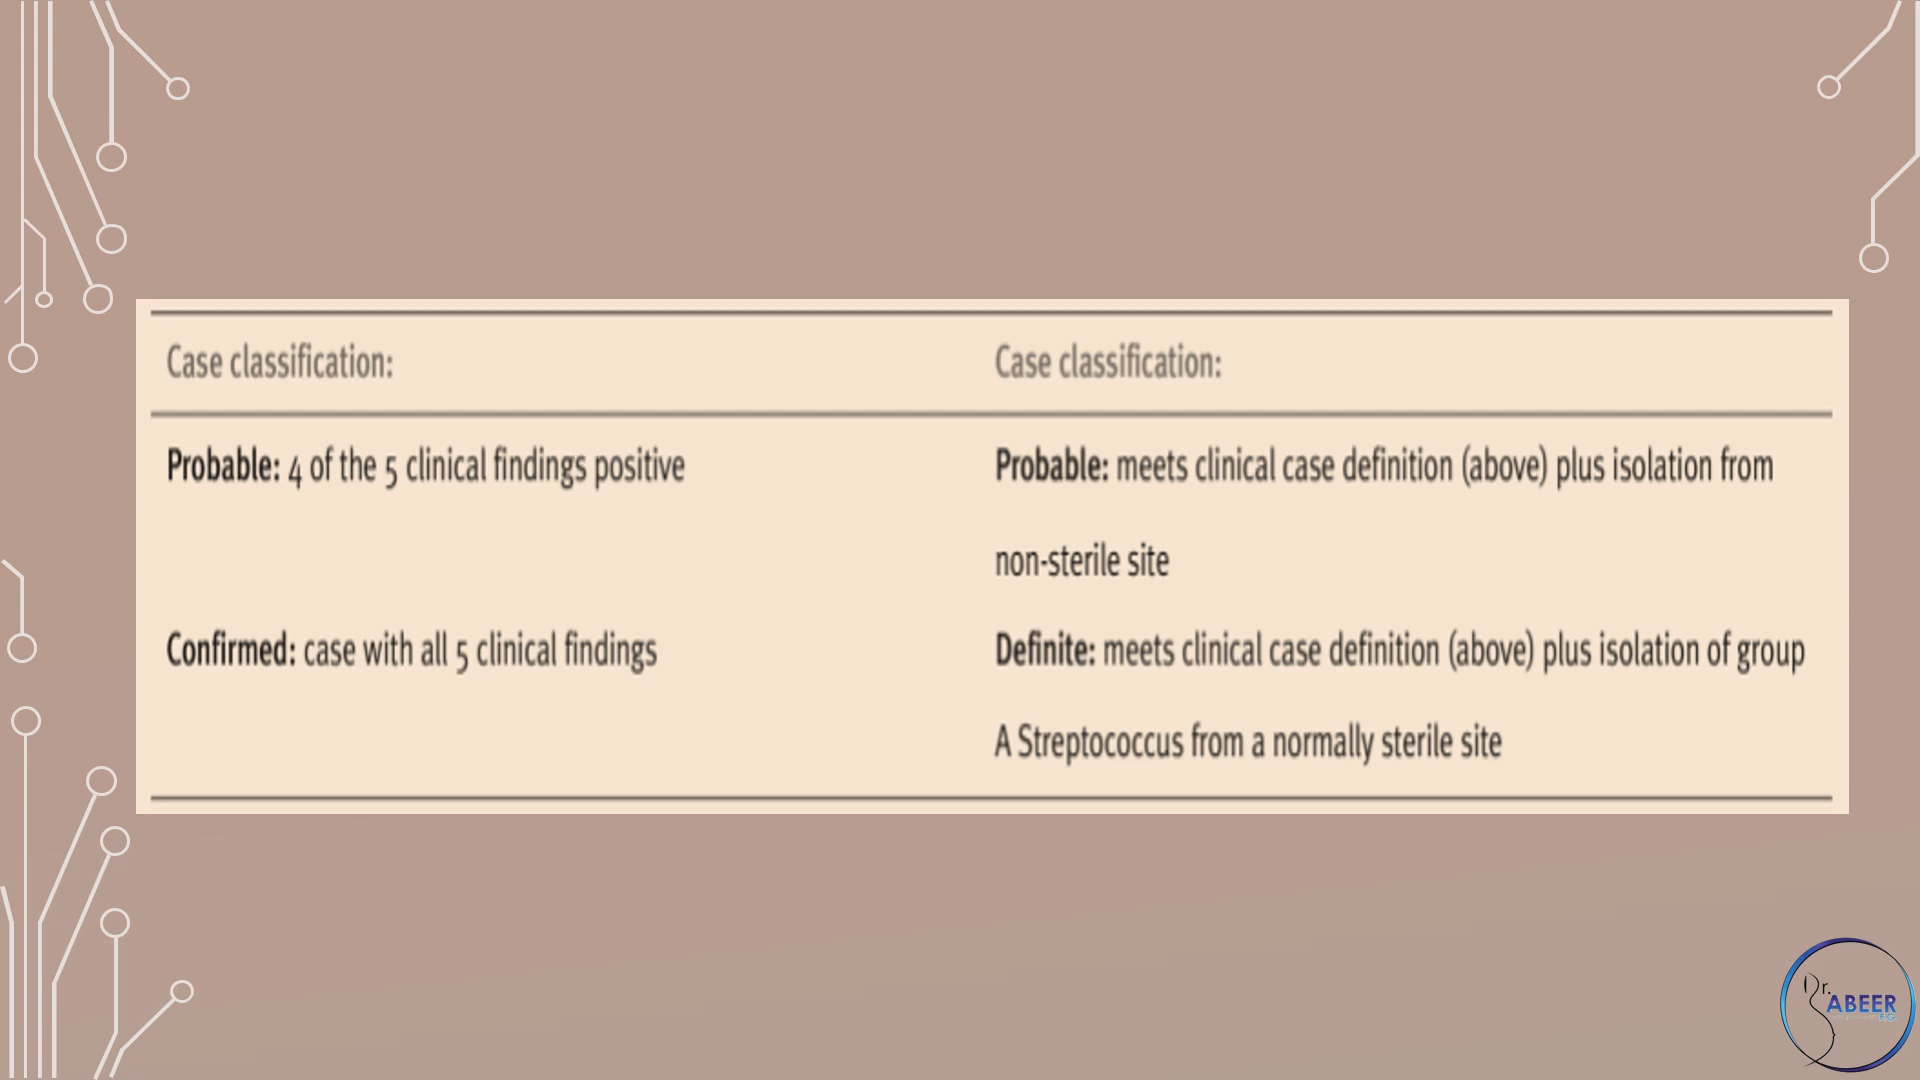 Case classification:
Case classification:
Probable: 4 of the 5 clinical findings positive
Probable: meets clinical case definition (above) plus isolation from
non-sterile site
Confirmed: case with all 5 clinical findings
Definite: meets clinical case definition (above) plus isolation of group
A Streptococcus from a normally sterile site
Dr.
ABEER
F.G.